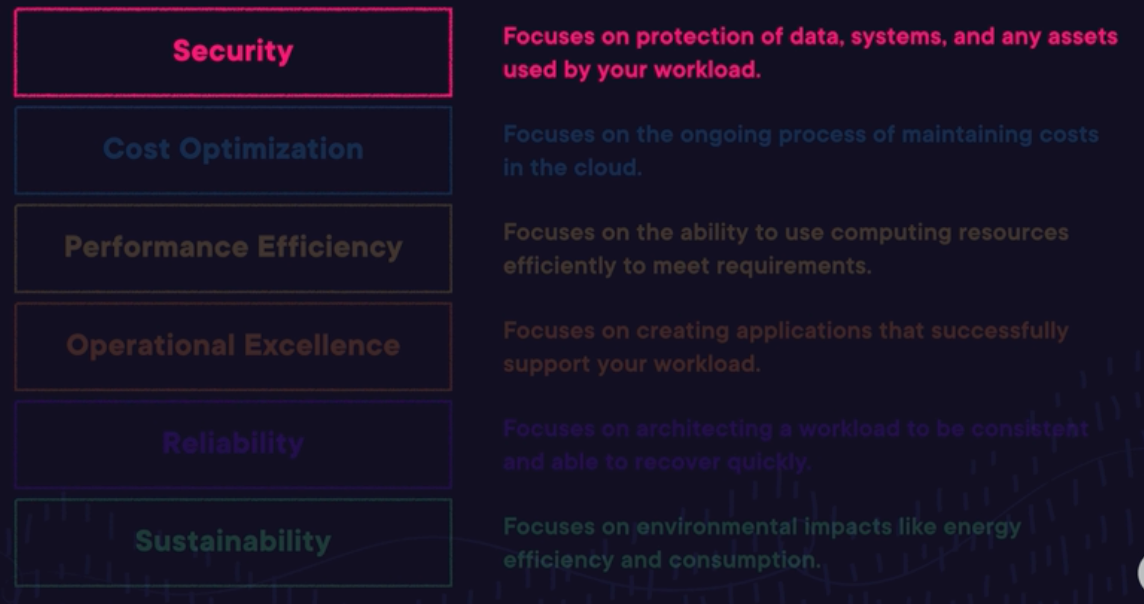 Security
Focuses on protection of data, systems, and any assets
used by your workload.
Cost Optimization
Focuses on the ongoing process of maintaining costs
in the cloud.
Performance Efficiency
Focuses on the ability to use computing resources
efficiently to meet requirements.
Operational Excellence
Focuses on creating applications that successfully
support your workload.
Reliability
Focuses on architecting a workload to be consistent
and able to recover quickly.
Sustainability
Focuses on environmental impacts like energy
efficiency and consumption.